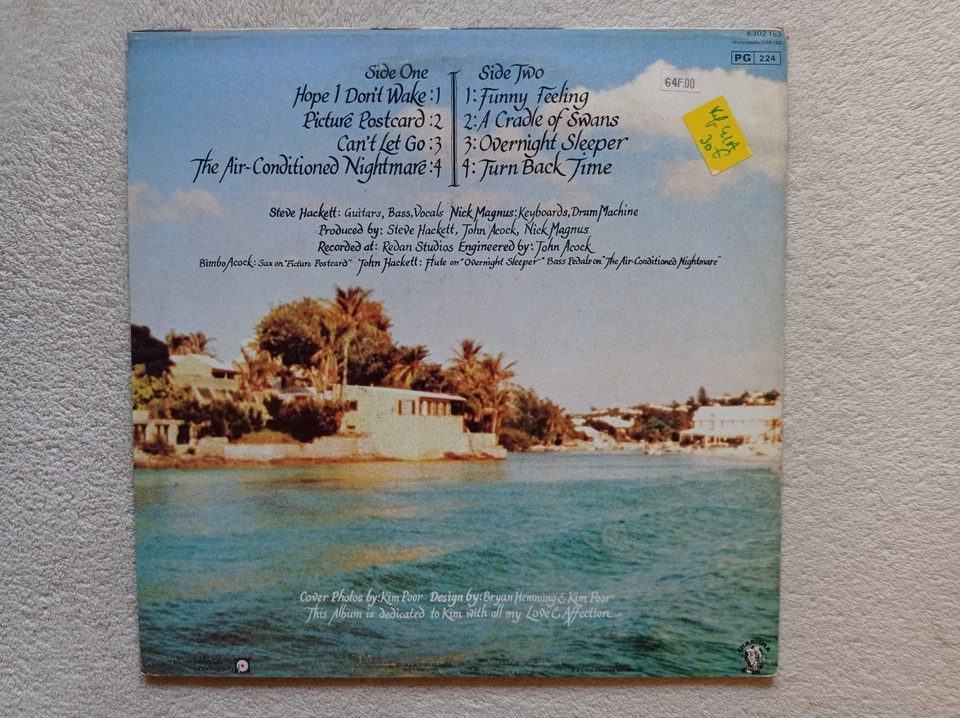 6302 153
PG 224
64F.00
Side One
Hope I Don't Wake :1
Picture Postcard :2
Can't Let Go :3
The Air-Conditioned Nightmare :4
Side Two
1: Funny Feeling
2: A Cradle of Swans
3: Overnight Sleeper
4: Turn Back Time
Steve Hackett: Guitars, Bass, Vocals Nick Magnus: Keyboards, Drum Machine
Produced by: Steve Hackett, John Acock, Nick Magnus
Recorded at: Redan Studios Engineered by: John Acock
Bimbo Acock: Sax on "Picture Postcard" John Hackett: Flute on "Overnight Sleeper" Bass Pedals on "The Air-Conditioned Nightmare"
Cover Photos by: Kim Poor Design by: Bryan Hemming & Kim Poor
This Album is dedicated to Kim with all my Love & Affection
CHARISMA